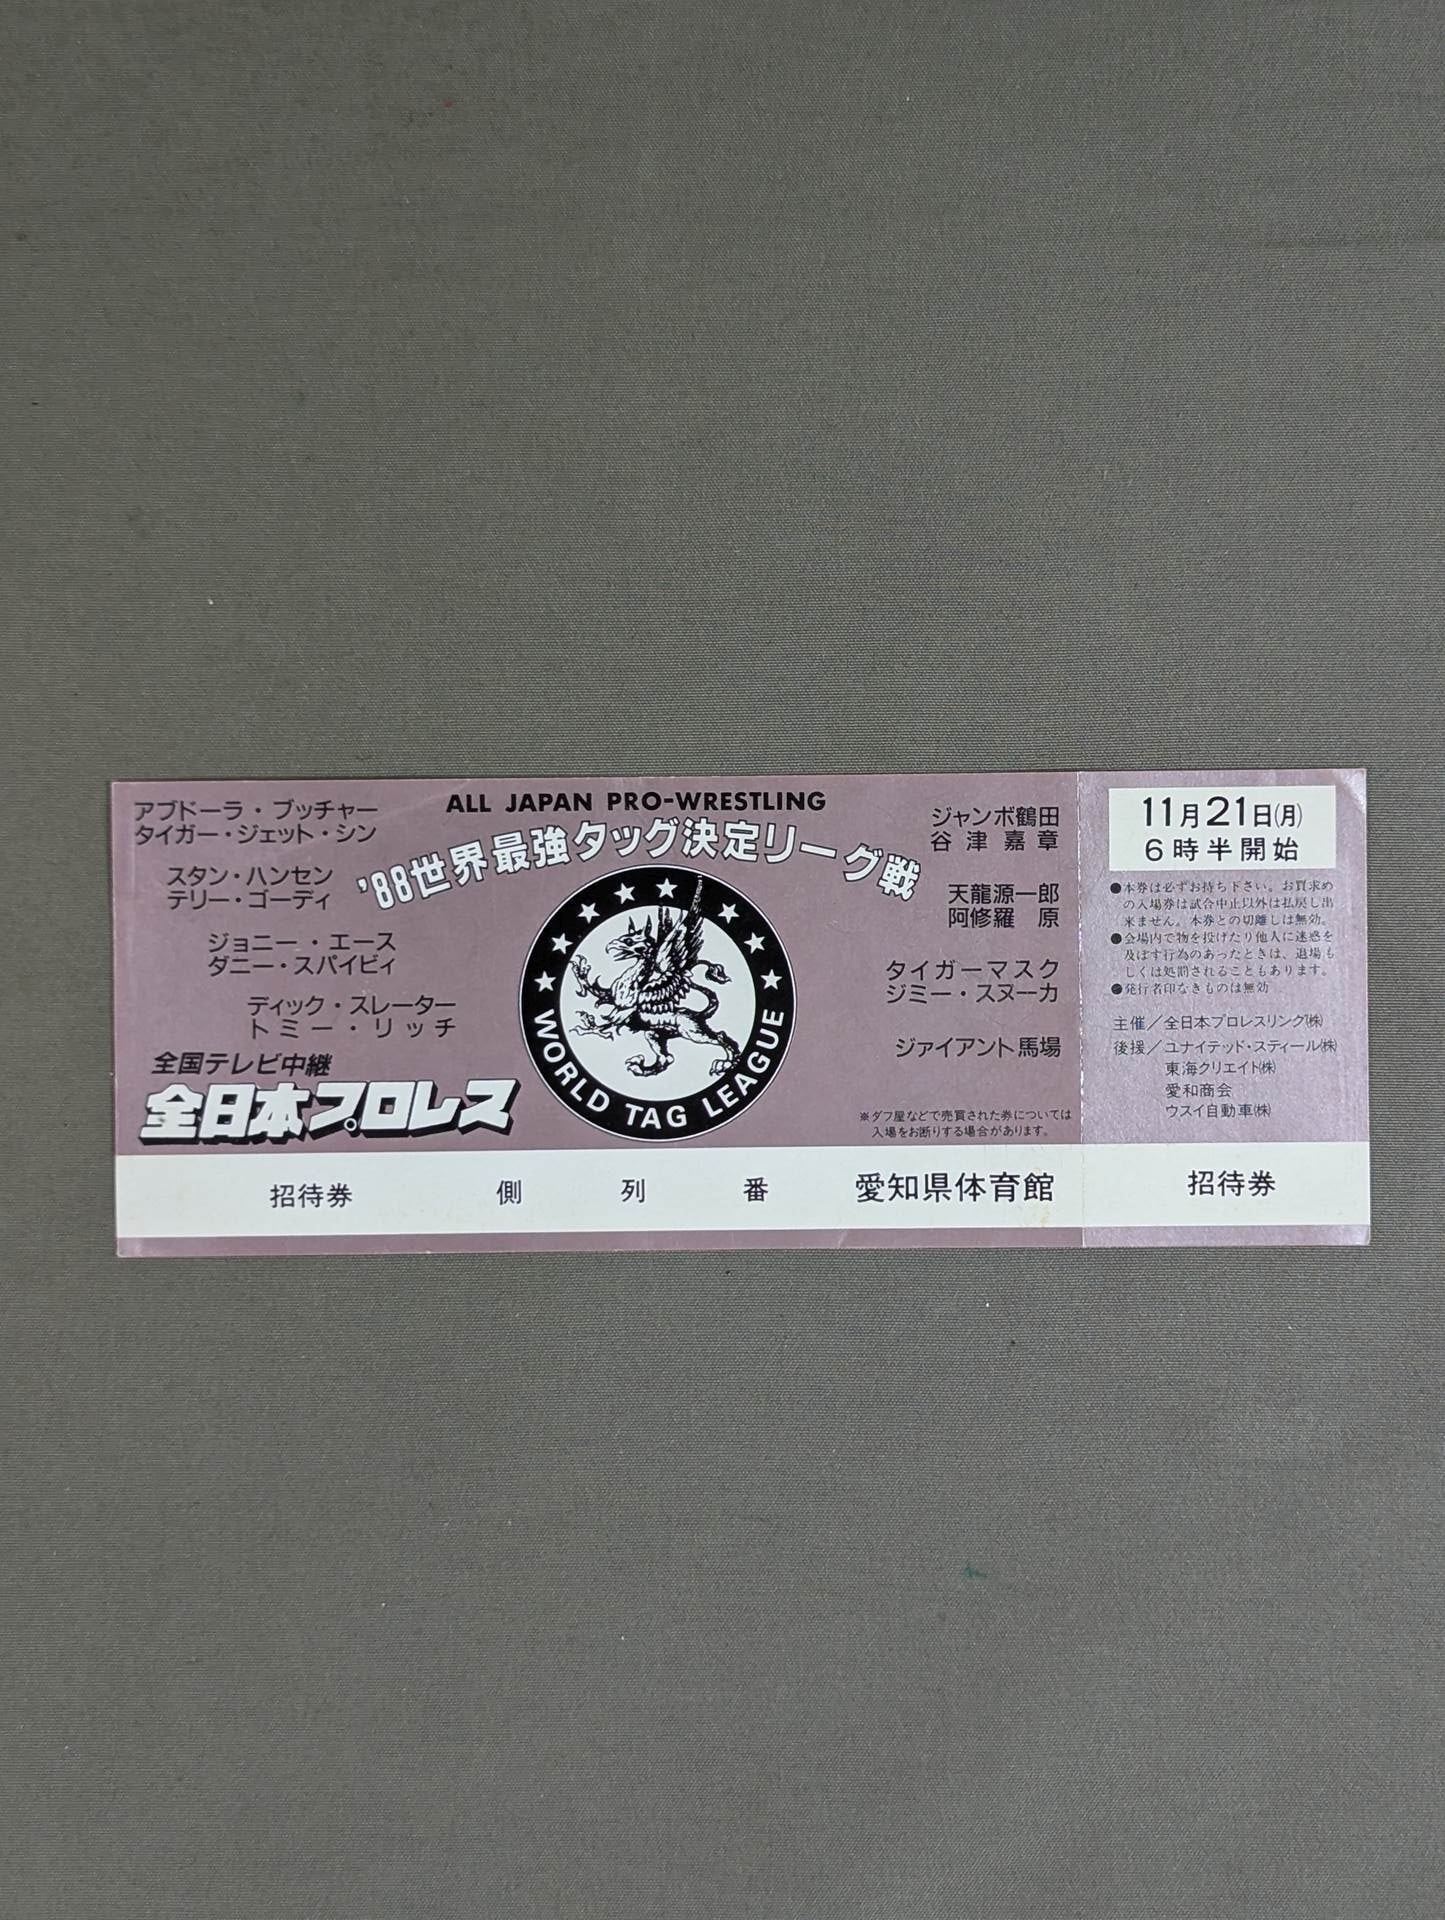 ALL JAPAN PRO-WRESTLING
'88世界最強タッグ決定リーグ戦
アブドーラ・ブッチャー
タイガー・ジェット・シン
スタン・ハンセン
テリー・ゴーディ
ジョニー・エース
ダニー・スパイビィ
ディック・スレーター
トミー・リッチ
全国テレビ中継
全日本プロレス
WORLD TAG LEAGUE
ジャンボ鶴田
谷津嘉章
天龍源一郎
阿修羅 原
タイガーマスク
ジミー・スヌーカ
ジァイアント馬場
※ダフ屋などで売買された券については
入場をお断りする場合があります。
招待券 側 列 番 愛知県体育館
11月21日(月)
6時半開始
●本券は必ずお持ち下さい。お買求め
の入場券は試合中止以外は払戻し出
来ません。本券との切離しは無効。
●会場内で物を投げたり他人に迷惑を
及ぼす行為のあったときは、退場も
しくは処罰されることもあります。
●発行名印なきものは無効
主催/全日本プロレスリング㈱
後援/ユナイテッド・スティール㈱
東海クリエイト㈱
愛和商会
ウスイ自動車㈱
招待券